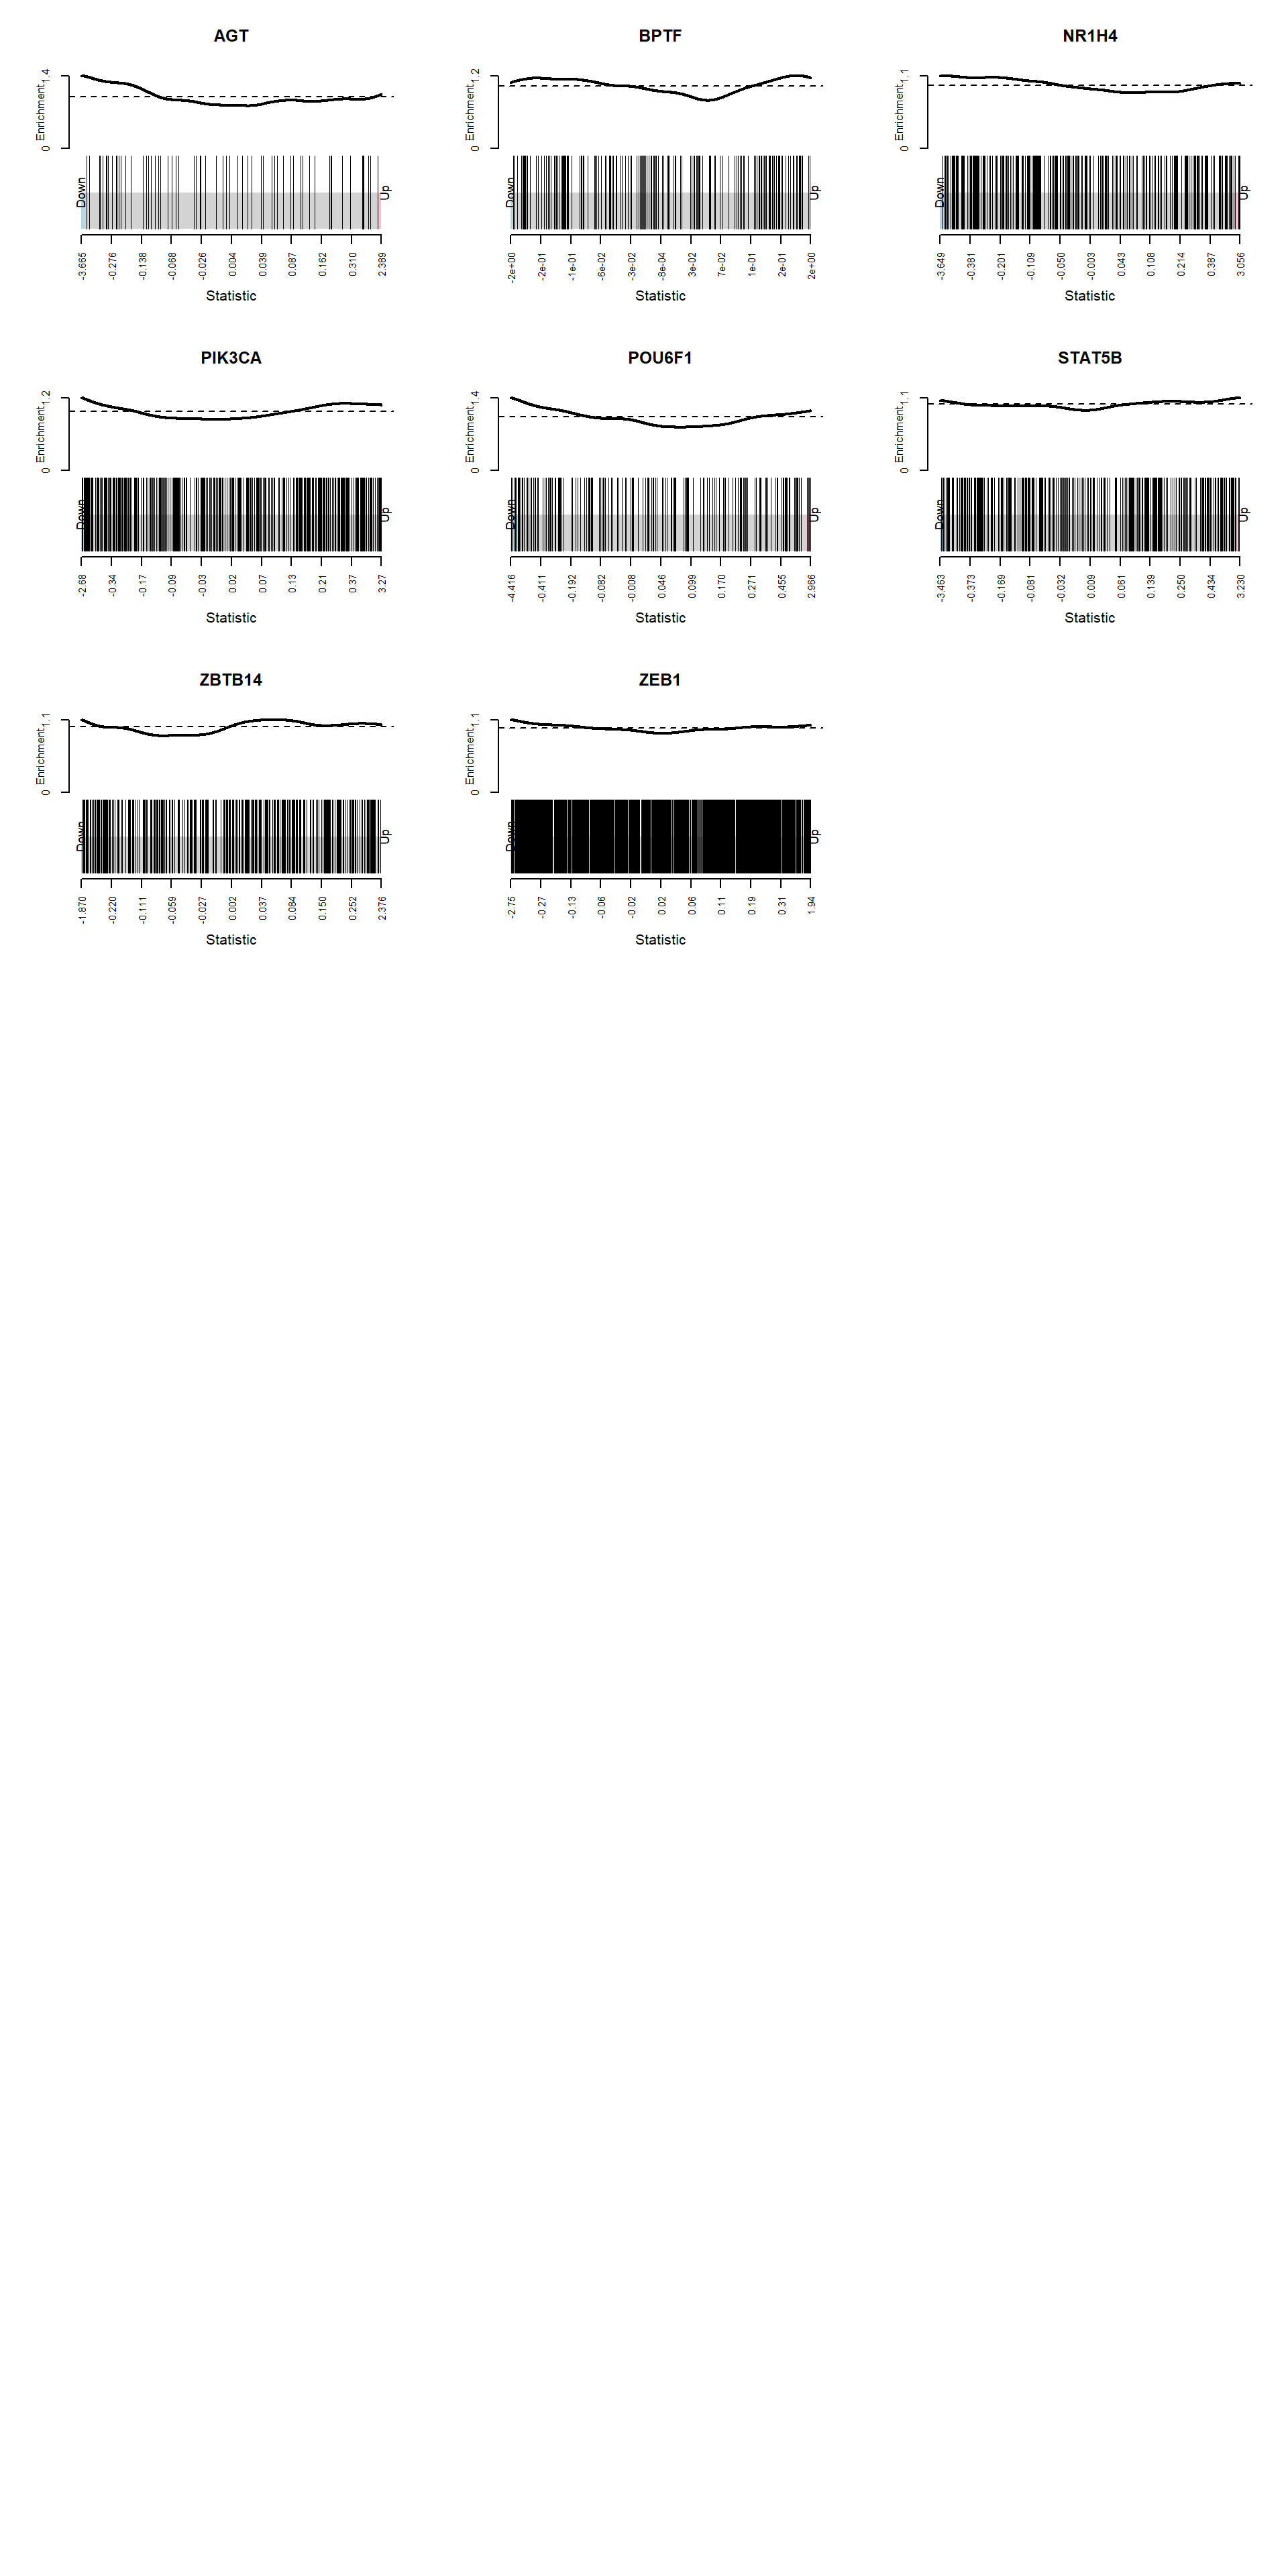 AGT
Enrichment
0 1.4
Down
Up
-3.665 -0.276 -0.138 -0.068 -0.026 0.004 0.039 0.087 0.162 0.310 2.389
Statistic
BPTF
Enrichment
0 1.2
Down
Up
-2e+00 -2e-01 -1e-01 -6e-02 -3e-02 -8e-04 3e-02 7e-02 1e-01 2e-01 2e+00
Statistic
NR1H4
Enrichment
0 1.1
Down
Up
-3.649 -0.381 -0.201 -0.109 -0.050 -0.003 0.043 0.108 0.214 0.387 3.056
Statistic
PIK3CA
Enrichment
0 1.2
Down
Up
-2.68 -0.34 -0.17 -0.09 -0.03 0.02 0.07 0.13 0.21 0.37 3.27
Statistic
POU6F1
Enrichment
0 1.4
Down
Up
-4.416 -0.411 -0.192 -0.082 -0.008 0.046 0.099 0.170 0.271 0.455 2.966
Statistic
STAT5B
Enrichment
0 1.1
Down
Up
-3.463 -0.373 -0.169 -0.081 -0.032 0.009 0.061 0.139 0.250 0.434 3.230
Statistic
ZBTB14
Enrichment
0 1.1
Down
Up
-1.870 -0.220 -0.111 -0.059 -0.027 0.002 0.037 0.084 0.150 0.252 2.376
Statistic
ZEB1
Enrichment
0 1.1
Down
Up
-2.75 -0.27 -0.13 -0.06 -0.02 0.02 0.06 0.11 0.19 0.31 1.94
Statistic